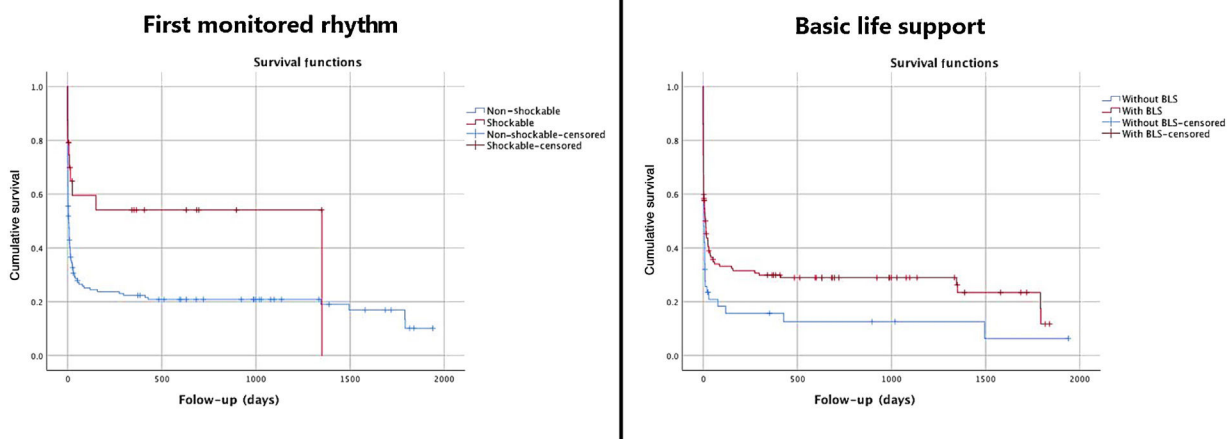 First monitored rhythm
Survival functions
Cumulative survival
1.0
0.8
0.6
0.4
0.2
0.0
0 500 1000 1500 2000
Folow-up (days)
Non-shockable
Shockable
Non-shockable-censored
Shockable-censored
Basic life support
Survival functions
Cumulative survival
1.0
0.8
0.6
0.4
0.2
0.0
0 500 1000 1500 2000
Folow-up (days)
Without BLS
With BLS
Without BLS-censored
With BLS-censored